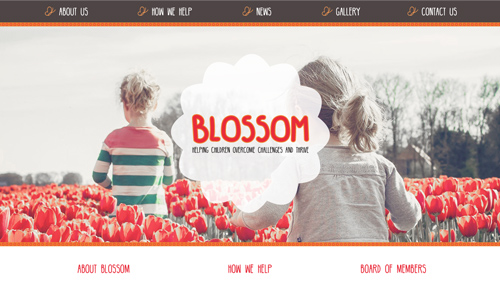 ABOUT US
HOW WE HELP
NEWS
GALLERY
CONTACT US
BLOSSOM
HELPING CHILDREN OVERCOME CHALLENGES AND THRIVE
ABOUT BLOSSOM
HOW WE HELP
BOARD OF MEMBERS